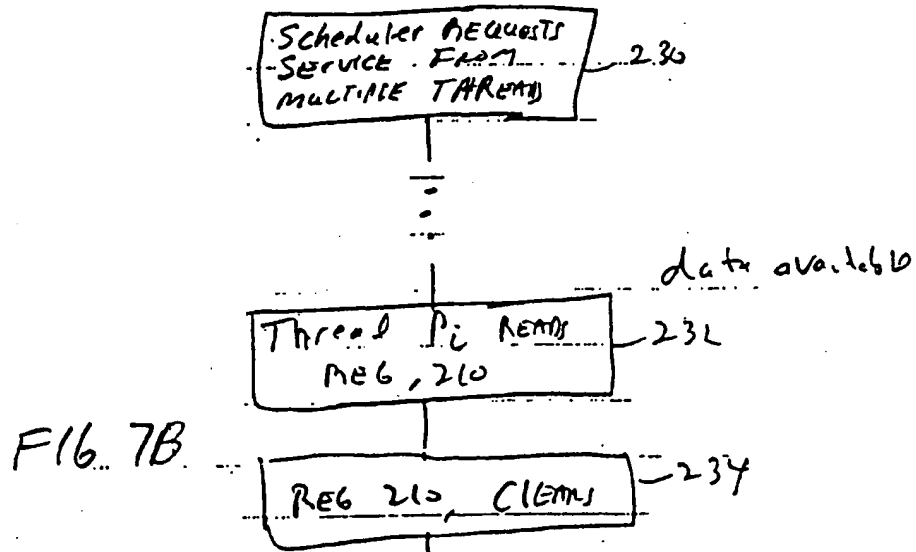 Scheduler REQUESTS
SERVICE FROM
MULTIPLE THREADS
230
data available
Thread Pi READS
REG, 210
232
FIG. 7B
REG 210, CLEARS
234